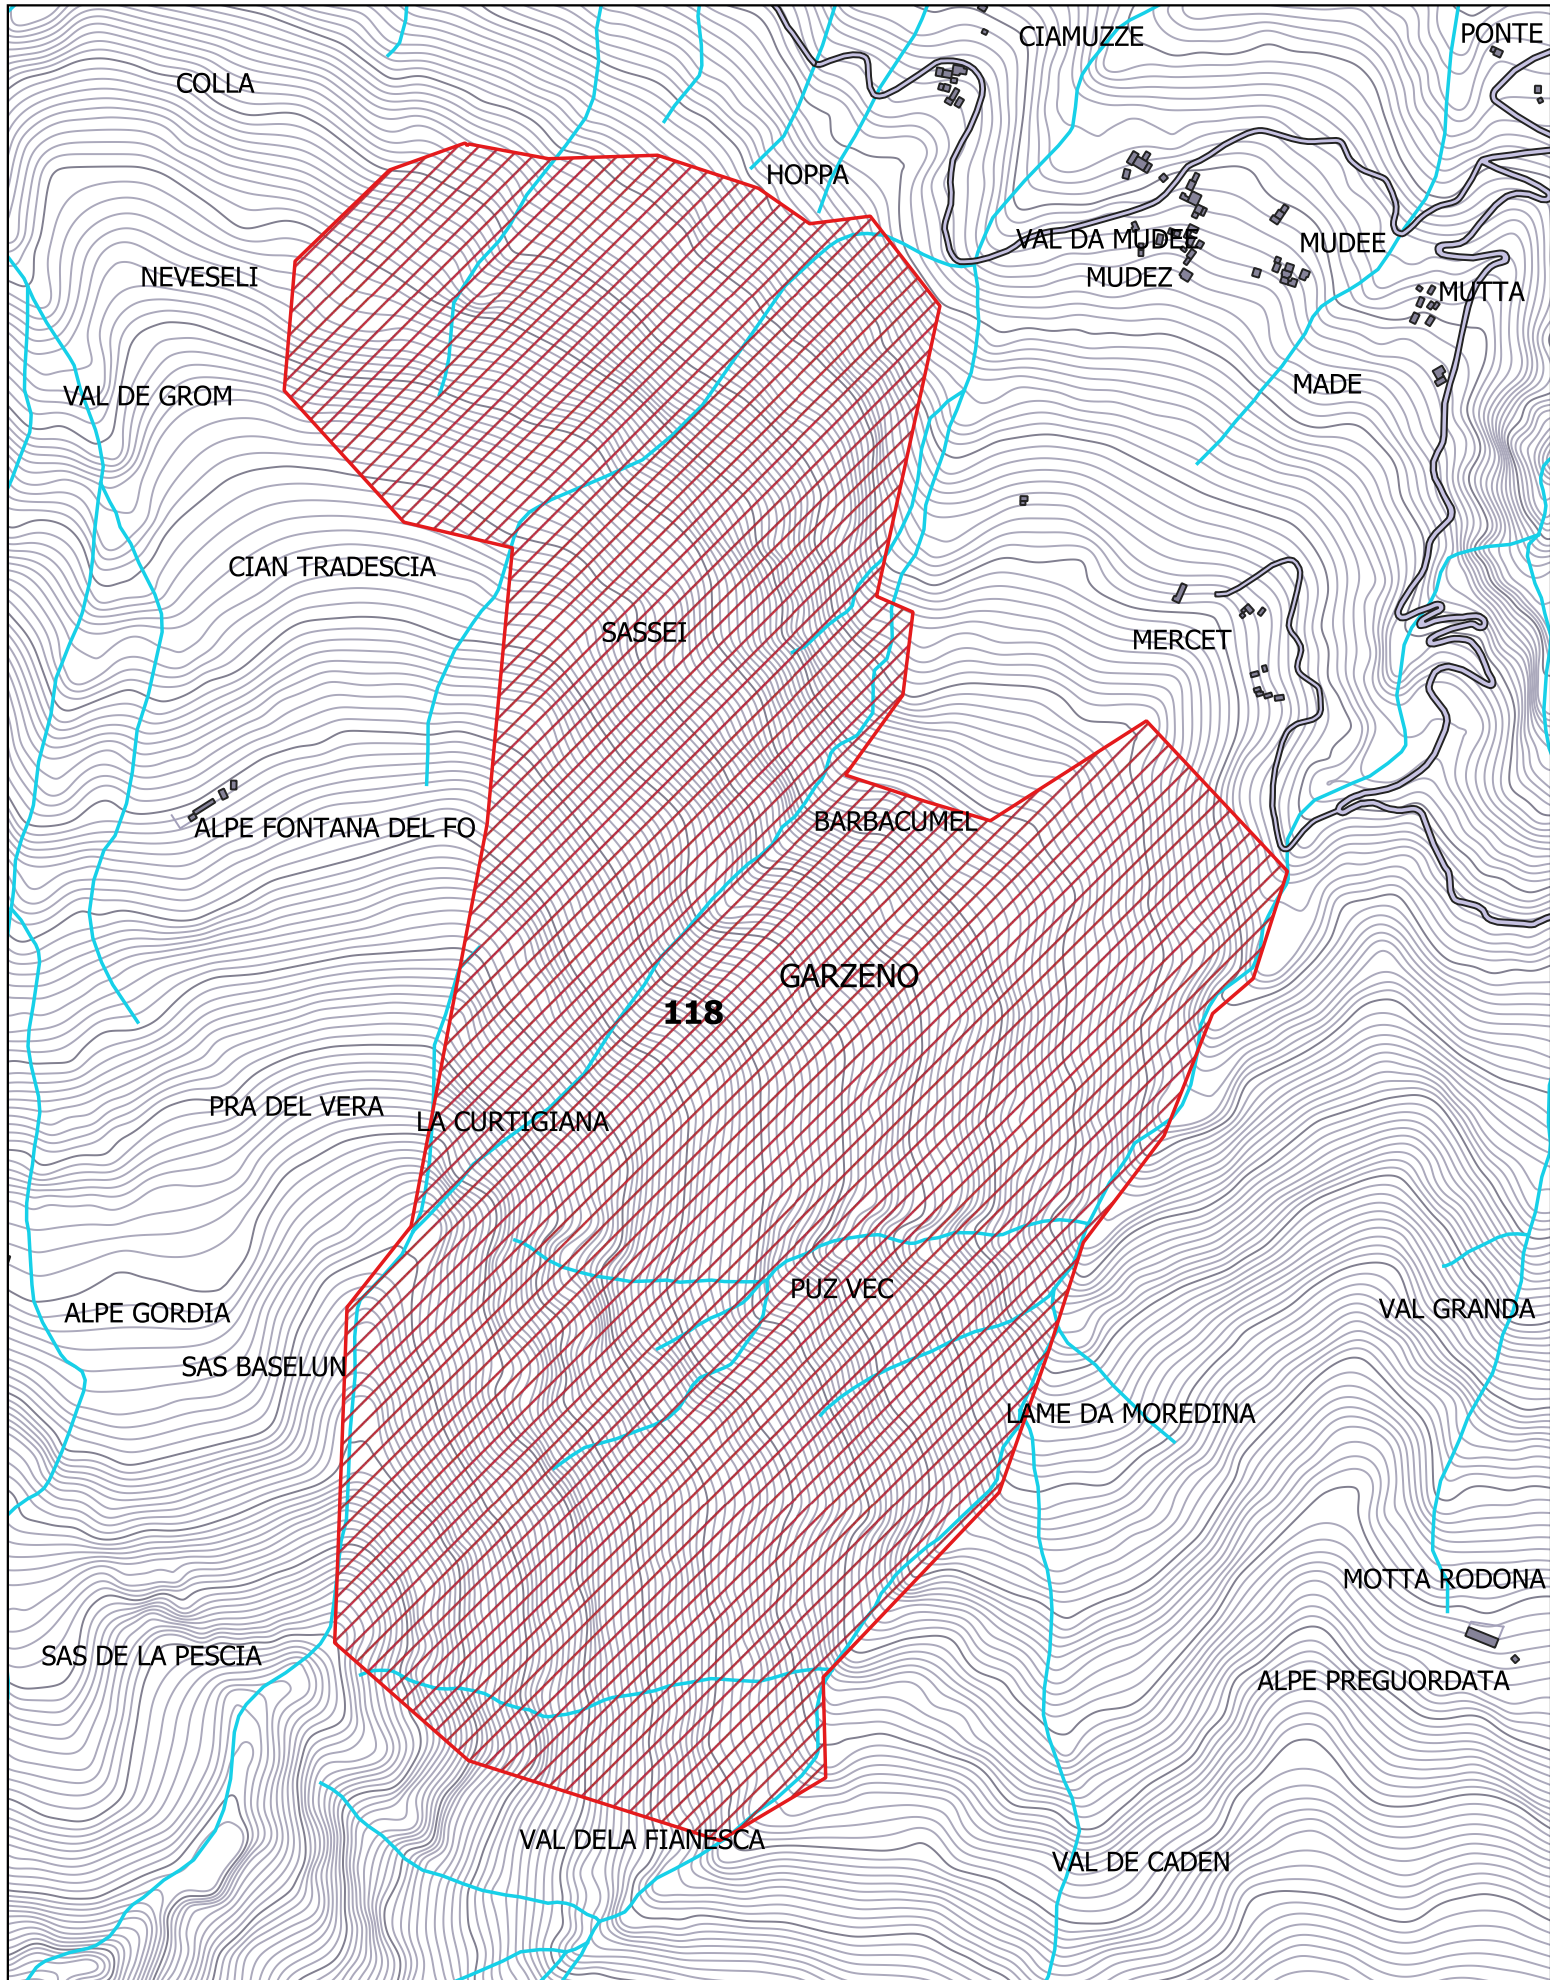 PONTE
CIAMUZZE
COLLA
HOPPA
VAL DA MUDEE
MUDEE
NEVESELI
MUDEZ
MUTTA
MADE
VAL DE GROM
CIAN TRADESCIA
SASSEI
MERCET
BARBACUMEL
ALPE FONTANA DEL FO
GARZENO
118
PRA DEL VERA
LA CURTIGIANA
PUZ VEC
VAL GRANDA
ALPE GORDIA
SAS BASELUN
LAME DA MOREDINA
MOTTA RODONA
SAS DE LA PESCIA
ALPE PREGUORDATA
VAL DELA FIANESCA
VAL DE CADEN